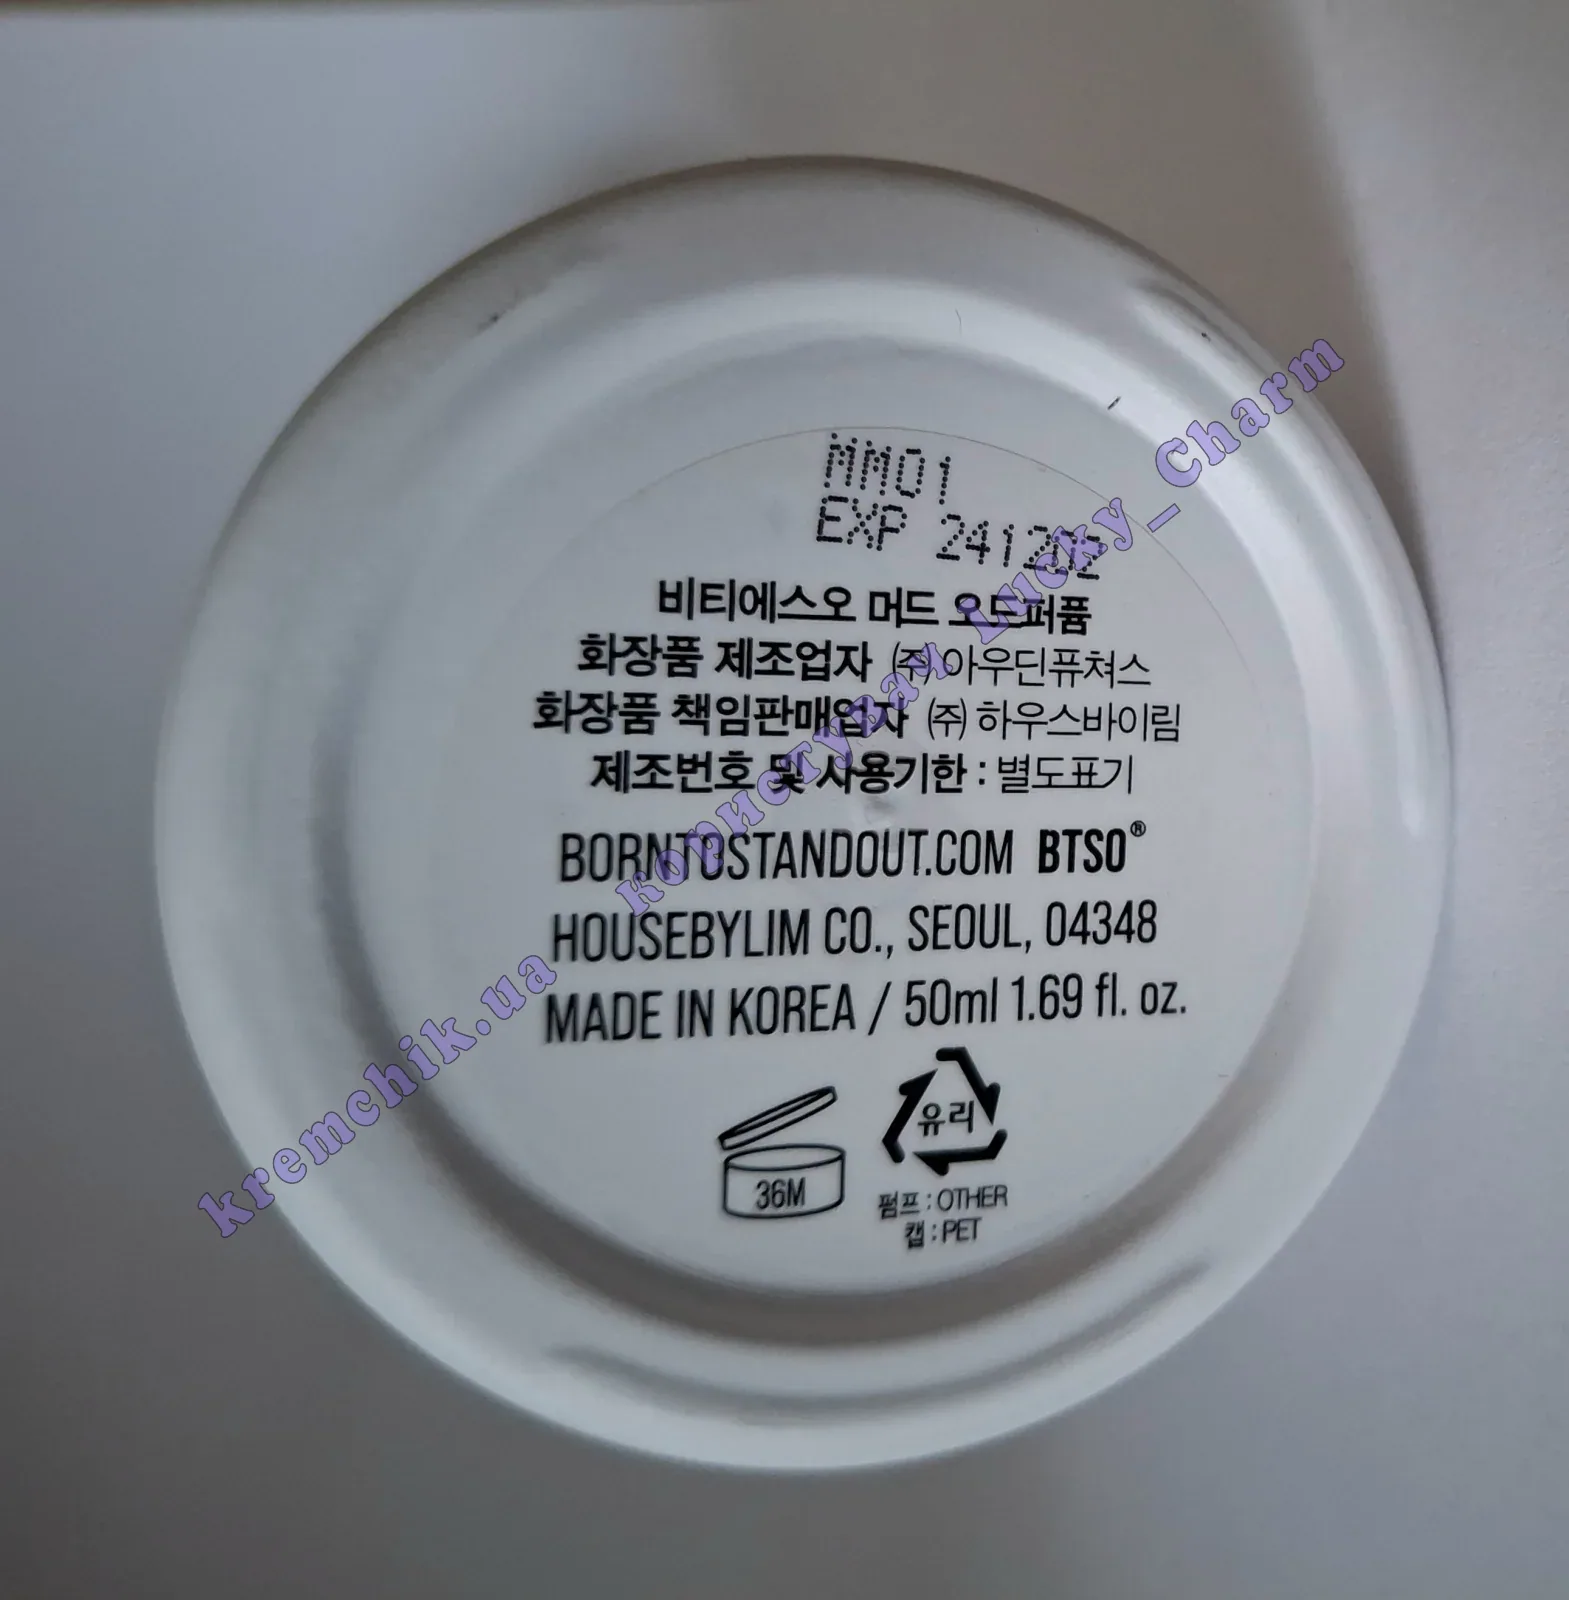 MM01
EXP 241202
비티에스오 머드 오드퍼퓸
화장품 제조업자 ㈜아우딘퓨쳐스
화장품 책임판매업자 ㈜ 하우스바이림
제조번호 및 사용기한 : 별도표기
BORNTOSTANDOUT.COM BTSO®
HOUSEBYLIM CO., SEOUL, 04348
MADE IN KOREA / 50ml 1.69 fl. oz.
36M
유리
펌프 : OTHER
캡 : PET
kremchik.ua користувач Lucky_Charm